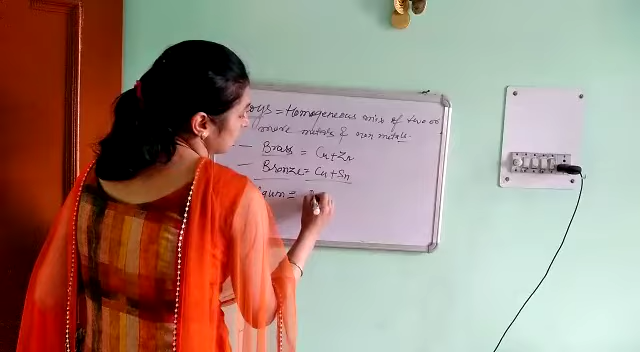 oys = Homogeneous mix of two or
more metals & non metals.
- Brass = Cu+Zn
- Bronze = Cu + Sn